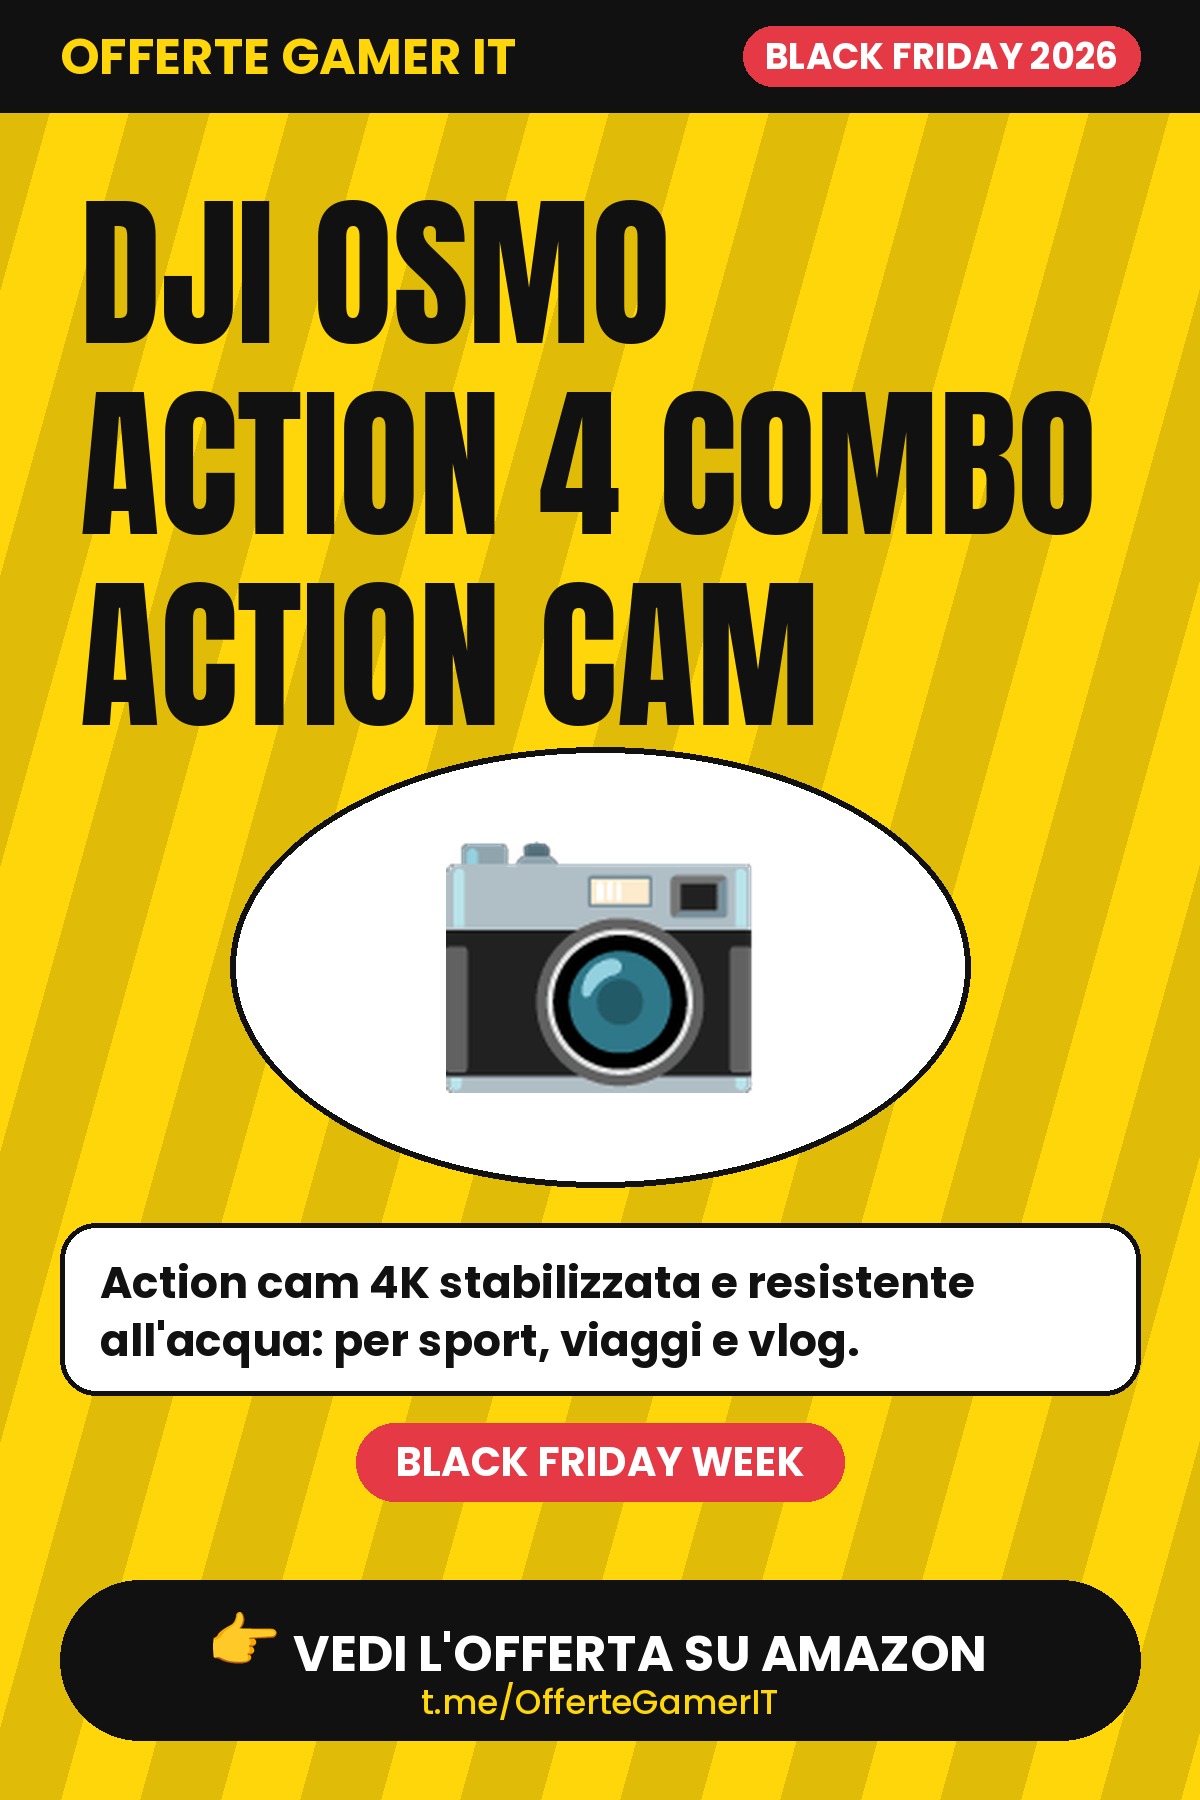 OFFERTE GAMER IT
BLACK FRIDAY 2026
DJI OSMO
ACTION 4 COMBO
ACTION CAM
Action cam 4K stabilizzata e resistente
all'acqua: per sport, viaggi e vlog.
BLACK FRIDAY WEEK
👉 VEDI L'OFFERTA SU AMAZON
t.me/OfferteGamerIT